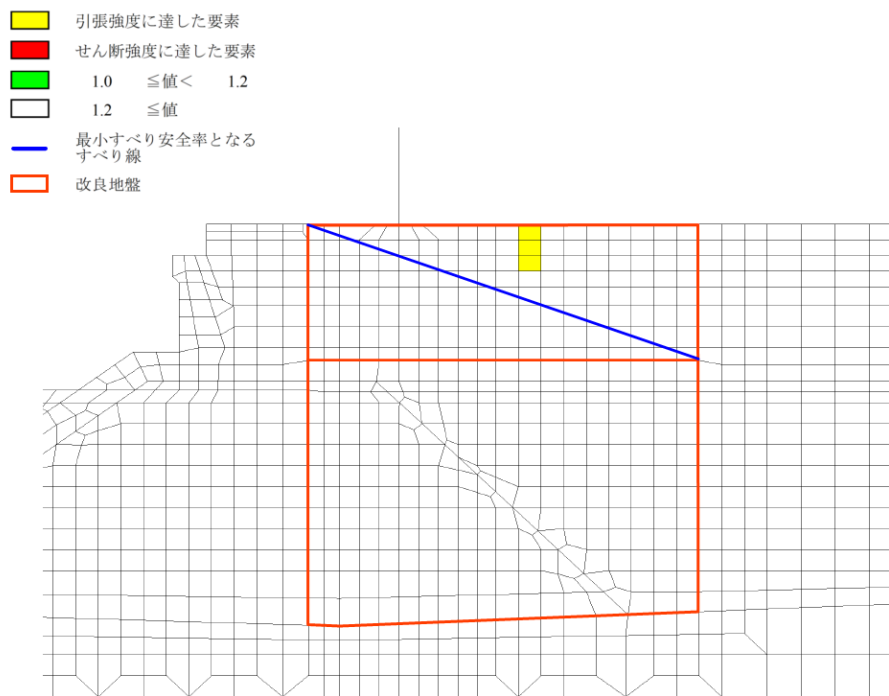 引張強度に達した要素
せん断強度に達した要素
1.0 ≦値< 1.2
1.2 ≦値
最小すべり安全率となる
すべり線
改良地盤